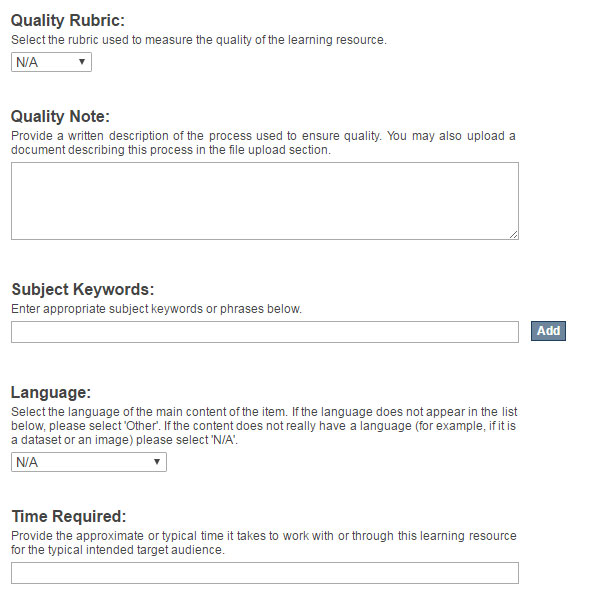 Quality Rubric:
Select the rubric used to measure the quality of the learning resource.
N/A
Quality Note:
Provide a written description of the process used to ensure quality. You may also upload a
document describing this process in the file upload section.
Subject Keywords:
Enter appropriate subject keywords or phrases below.
Add
Language:
Select the language of the main content of the item. If the language does not appear in the list
below, please select 'Other'. If the content does not really have a language (for example, if it is
a dataset or an image) please select 'N/A'.
N/A
Time Required:
Provide the approximate or typical time it takes to work with or through this learning resource
for the typical intended target audience.